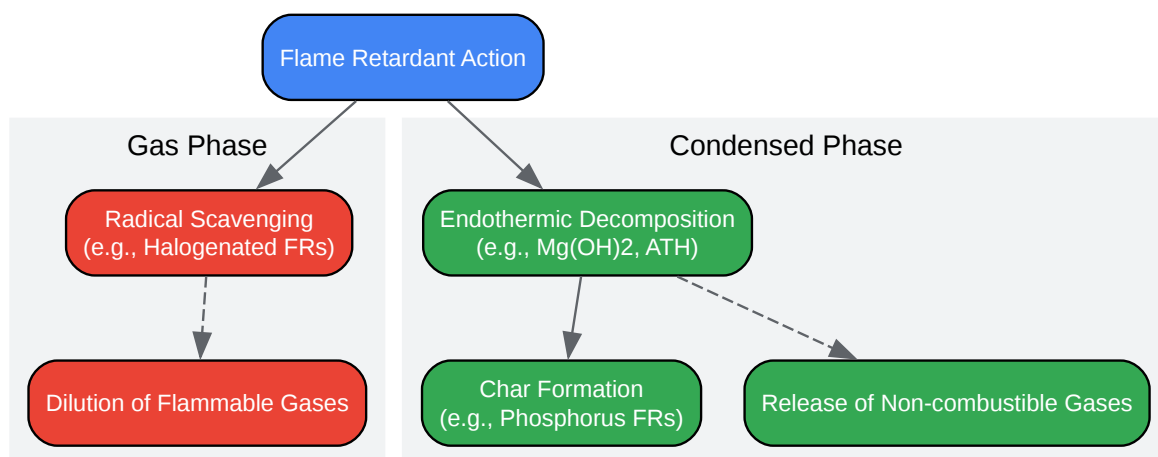 Flame Retardant Action
Gas Phase
Condensed Phase
Radical Scavenging
(e.g., Halogenated FRs)
Endothermic Decomposition
(e.g., Mg(OH)2, ATH)
Dilution of Flammable Gases
Char Formation
(e.g., Phosphorus FRs)
Release of Non-combustible Gases